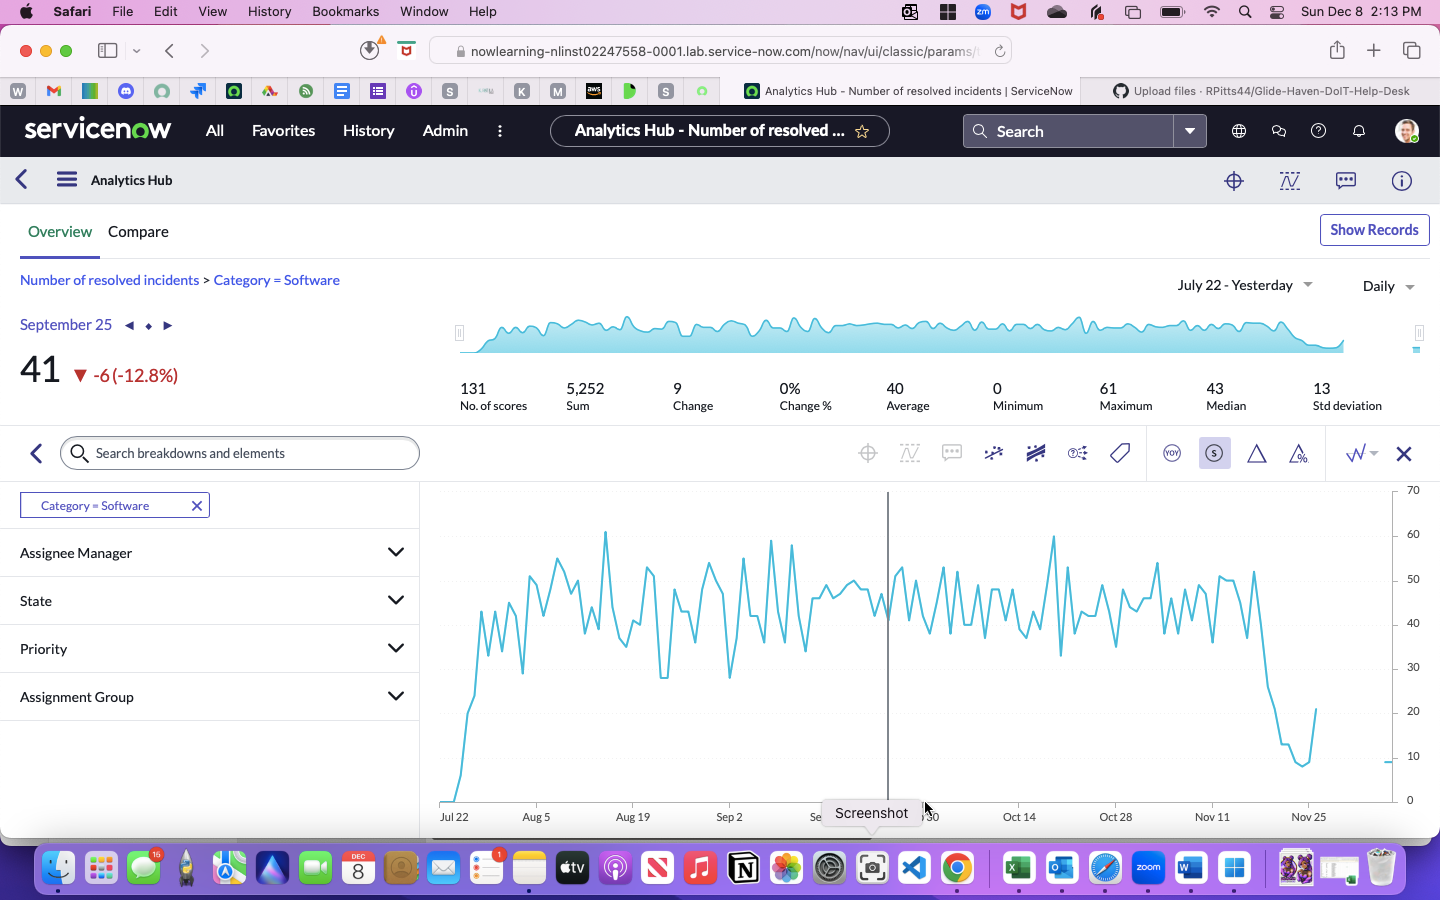 Safari File Edit View History Bookmarks Window Help zm Sun Dec 8 2:13 PM
nowlearning-nlinst02247558-0001.lab.service-now.com/now/nav/ui/classic/params/
W S K M aws S Analytics Hub - Number of resolved incidents | ServiceNow Upload files · RPitts44/Glide-Haven-DoIT-Help-Desk
servicenow All Favorites History Admin Analytics Hub - Number of resolved ... Search
Analytics Hub
Overview Compare Show Records
Number of resolved incidents > Category = Software
July 22 - Yesterday Daily
September 25
41 ▼ -6 (-12.8%)
131 5,252 9 0% 40 0 61 43 13
No. of scores Sum Change Change % Average Minimum Maximum Median Std deviation
Search breakdowns and elements YOY S %
Category = Software
Assignee Manager
State
Priority
Assignment Group
70
60
50
40
30
20
10
0
Jul 22 Aug 5 Aug 19 Sep 2 Se 30 Oct 14 Oct 28 Nov 11 Nov 25
Screenshot
15 DEC 8 1 tv zoom